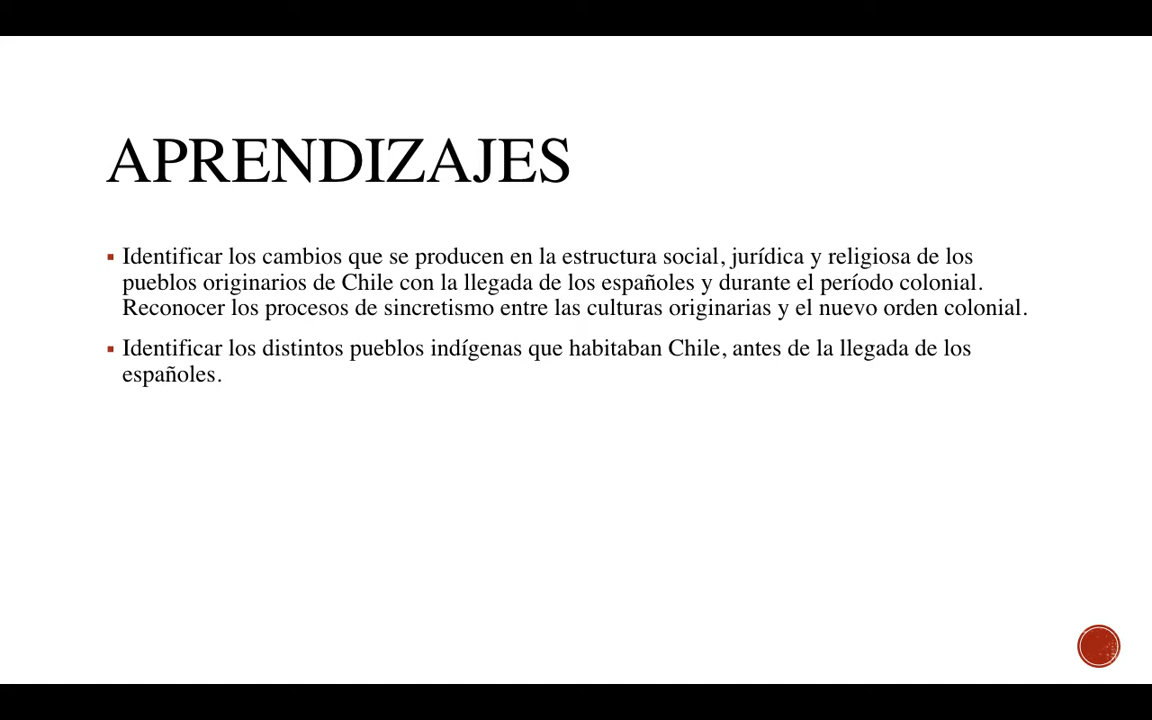 APRENDIZAJES
▪ Identificar los cambios que se producen en la estructura social, jurídica y religiosa de los
pueblos originarios de Chile con la llegada de los españoles y durante el período colonial.
Reconocer los procesos de sincretismo entre las culturas originarias y el nuevo orden colonial.
▪ Identificar los distintos pueblos indígenas que habitaban Chile, antes de la llegada de los
españoles.